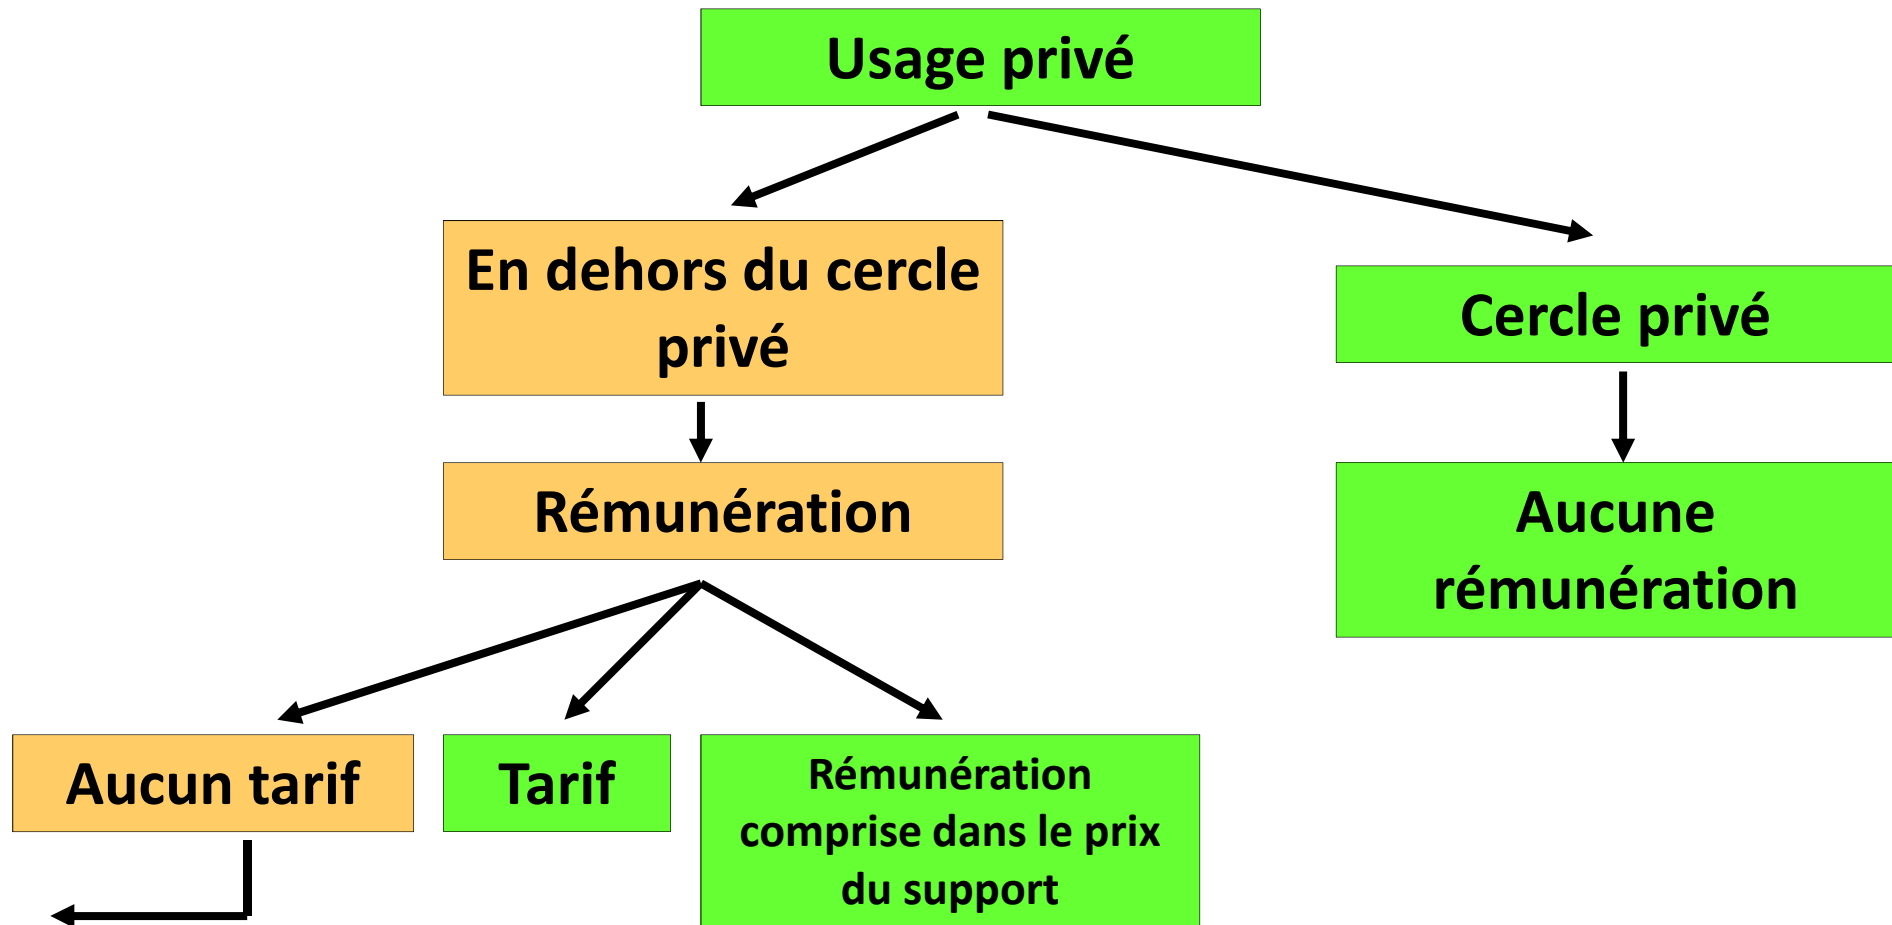 Usage privé
En dehors du cercle
privé
Cercle privé
Rémunération
Aucune
rémunération
Aucun tarif
Tarif
Rémunération
comprise dans le prix
du support